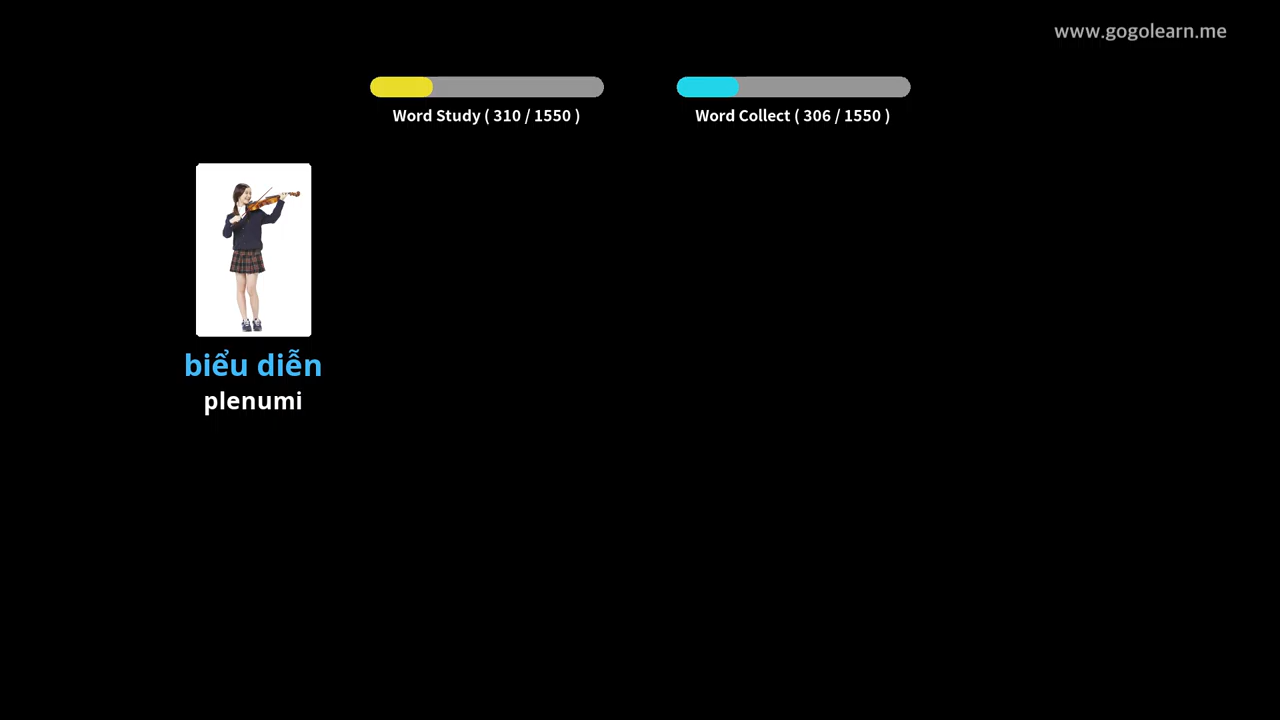 www.gogolearn.me
Word Study ( 310 / 1550 )
Word Collect ( 306 / 1550 )
biểu diễn
plenumi